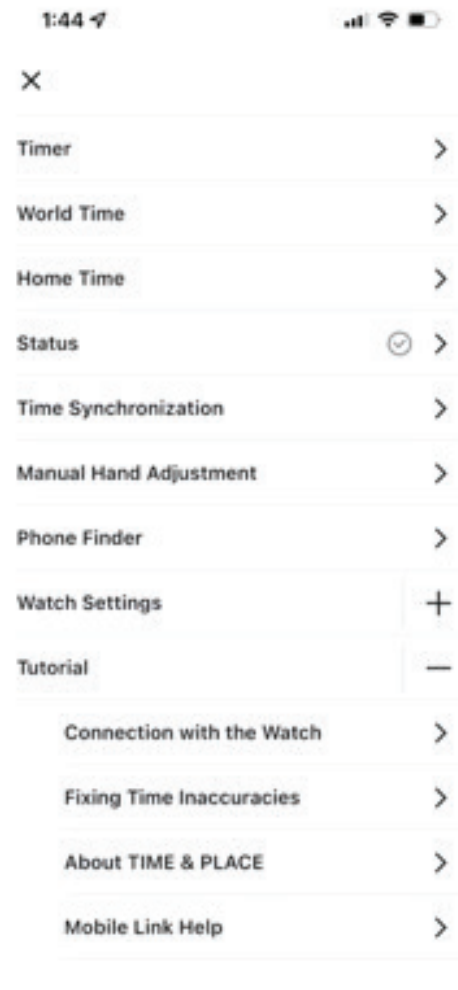 1:44
Timer
World Time
Home Time
Status
Time Synchronization
Manual Hand Adjustment
Phone Finder
Watch Settings
Tutorial
Connection with the Watch
Fixing Time Inaccuracies
About TIME & PLACE
Mobile Link Help